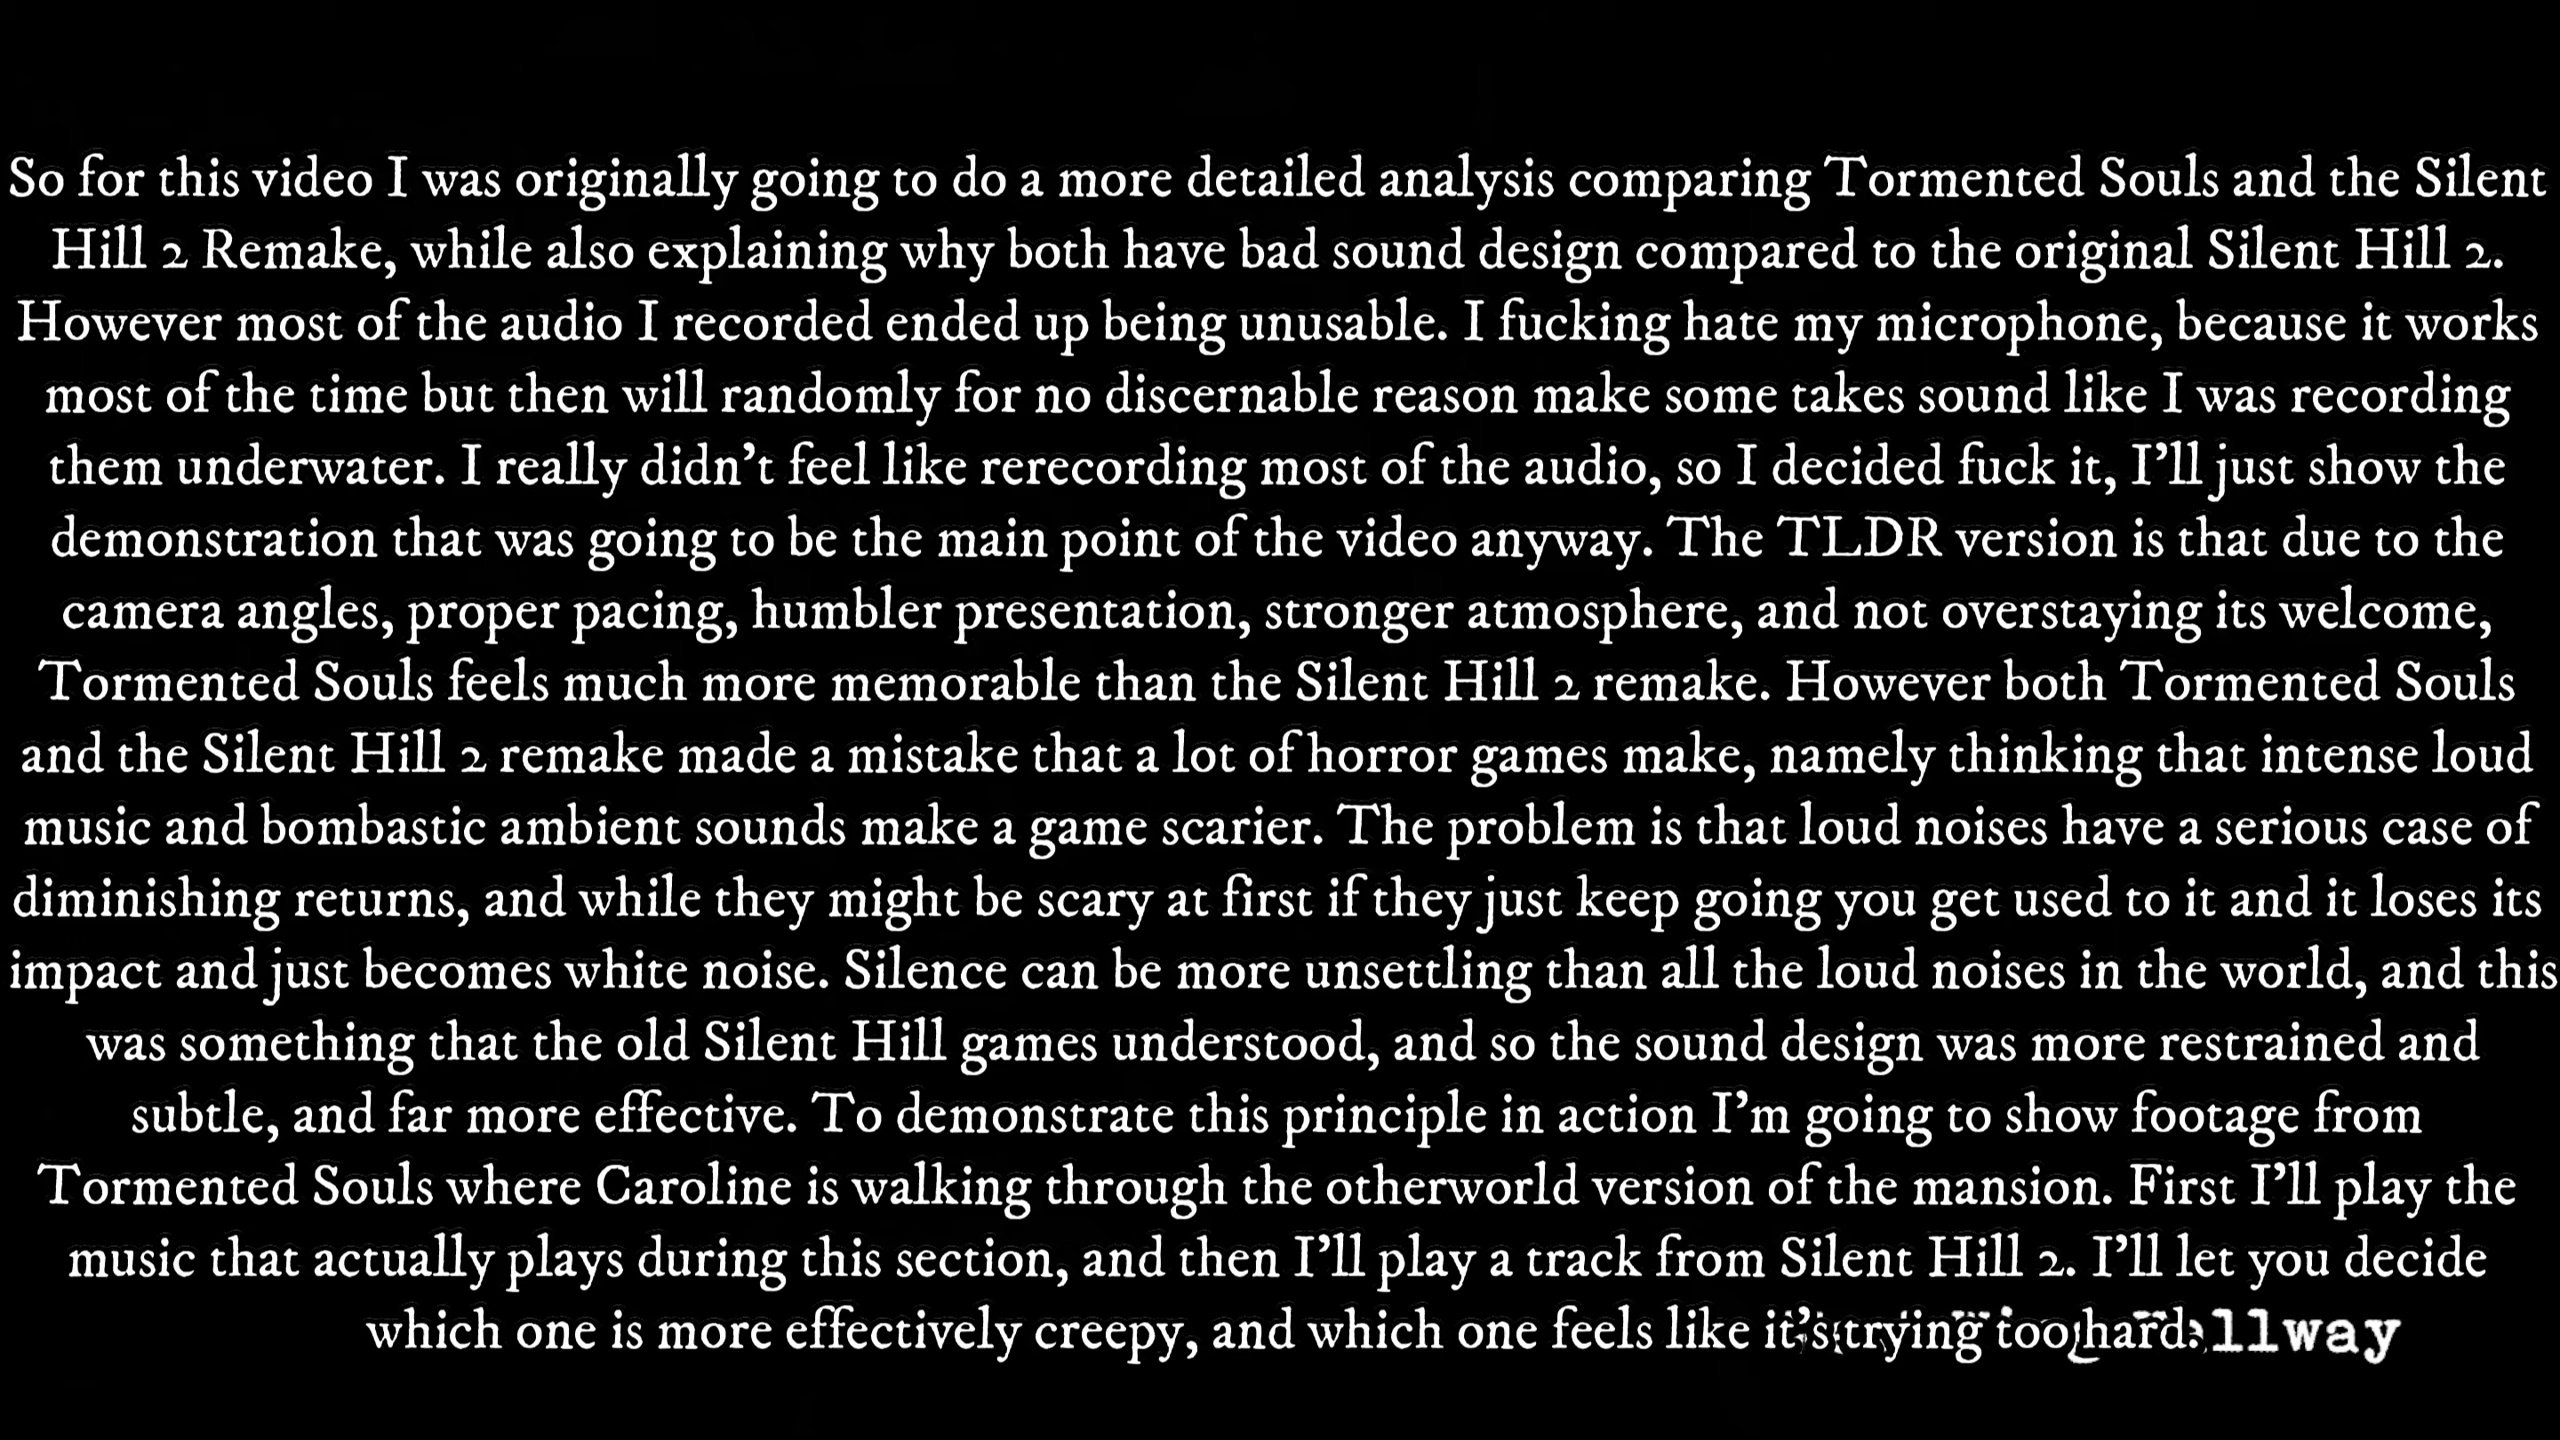 So for this video I was originally going to do a more detailed analysis comparing Tormented Souls and the Silent
Hill 2 Remake, while also explaining why both have bad sound design compared to the original Silent Hill 2.
However most of the audio I recorded ended up being unusable. I fucking hate my microphone, because it works
most of the time but then will randomly for no discernable reason make some takes sound like I was recording
them underwater. I really didn't feel like rerecording most of the audio, so I decided fuck it, I'll just show the
demonstration that was going to be the main point of the video anyway. The TLDR version is that due to the
camera angles, proper pacing, humbler presentation, stronger atmosphere, and not overstaying its welcome,
Tormented Souls feels much more memorable than the Silent Hill 2 remake. However both Tormented Souls
and the Silent Hill 2 remake made a mistake that a lot of horror games make, namely thinking that intense loud
music and bombastic ambient sounds make a game scarier. The problem is that loud noises have a serious case of
diminishing returns, and while they might be scary at first if they just keep going you get used to it and it loses its
impact and just becomes white noise. Silence can be more unsettling than all the loud noises in the world, and this
was something that the old Silent Hill games understood, and so the sound design was more restrained and
subtle, and far more effective. To demonstrate this principle in action I'm going to show footage from
Tormented Souls where Caroline is walking through the otherworld version of the mansion. First I'll play the
music that actually plays during this section, and then I'll play a track from Silent Hill 2. I'll let you decide
which one is more effectively creepy, and which one feels like it's trying too hard.